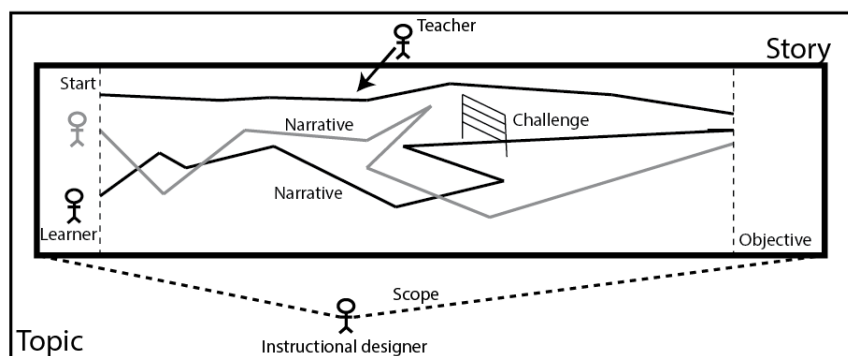 Teacher
Story
Start
Narrative
Challenge
Narrative
Learner
Objective
Scope
Topic
Instructional designer